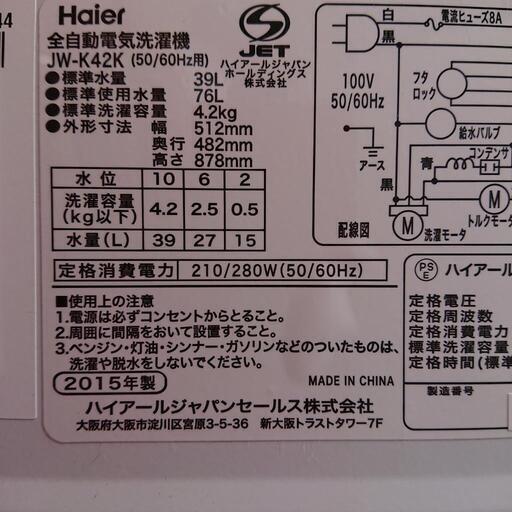 44
Haier
全自動電気洗濯機
JW-K42K (50/60Hz用)
S
JET
ハイアールジャパン
ホールディングス
株式会社
●標準水量 39L
●標準使用水量 76L
●標準洗濯容量 4.2kg
●外形寸法 幅 512mm
奥行 482mm
高さ 878mm
水位 10 6 2
洗濯容量(kg以下) 4.2 2.5 0.5
水量(L) 39 27 15
定格消費電力 210/280W(50/60Hz)
白
電流ヒューズ8A
黒
100V
50/60Hz
フタ
ロック
給水バルブ
アース
青
コンデンサ
黒
M
M
配線図
洗濯モータ
トルクモータ
■使用上の注意
1.電源は必ずコンセントからとること。
2.周囲に間隔をおいて設置すること。
3.ベンジン・灯油・シンナー・ガソリンなどのついたものは、
洗濯や脱水をしないでください。
2015年製
MADE IN CHINA
ハイアールジャパンセールス株式会社
大阪府大阪市淀川区宮原3-5-36 新大阪トラストタワー7F
PS
E
ハイアール
定格電圧
定格周波数
定格消費電力
標準洗濯容量
定格時間(標準
製造番号